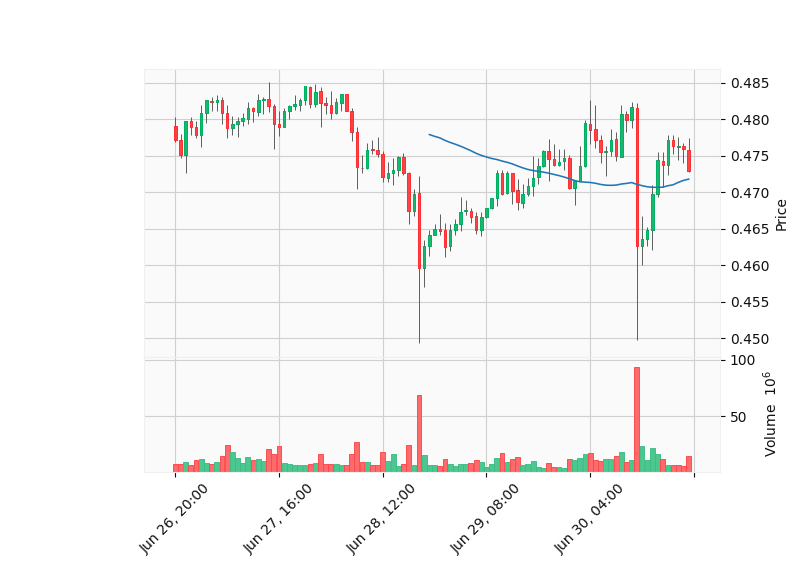 0.485
0.480
0.475
0.470
0.465
0.460
0.455
0.450
Price
100
50
Volume 10^6
Jun 26, 20:00
Jun 27, 16:00
Jun 28, 12:00
Jun 29, 08:00
Jun 30, 04:00